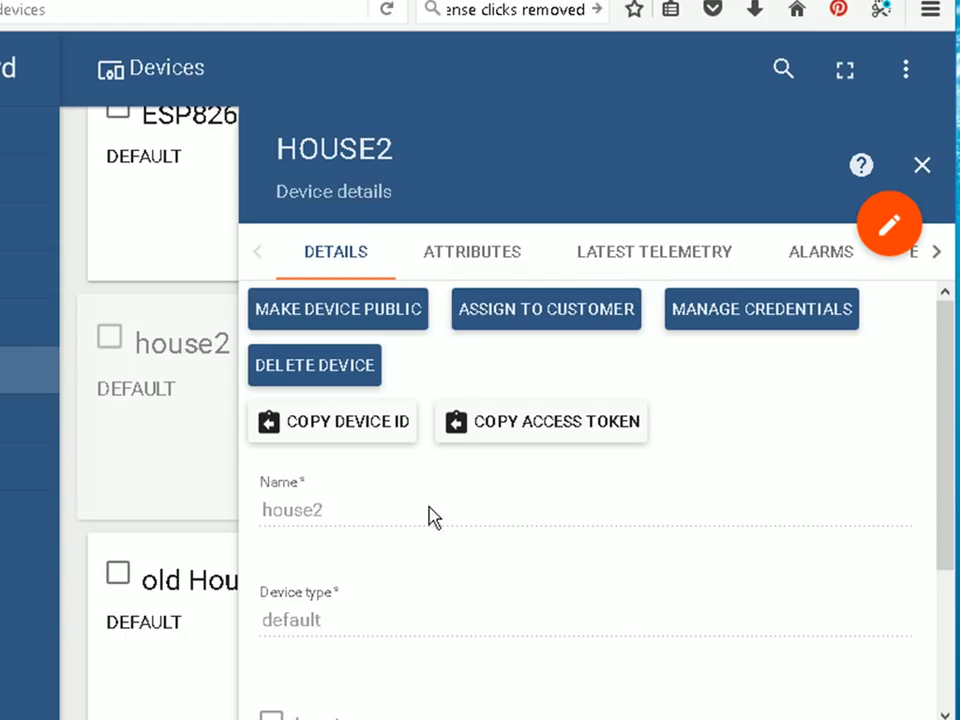 devices
ense clicks removed
Devices
ESP826
DEFAULT
HOUSE2
Device details
DETAILS ATTRIBUTES LATEST TELEMETRY ALARMS E
MAKE DEVICE PUBLIC ASSIGN TO CUSTOMER MANAGE CREDENTIALS
DELETE DEVICE
COPY DEVICE ID COPY ACCESS TOKEN
house2
DEFAULT
Name*
house2
old Hou
DEFAULT
Device type*
default